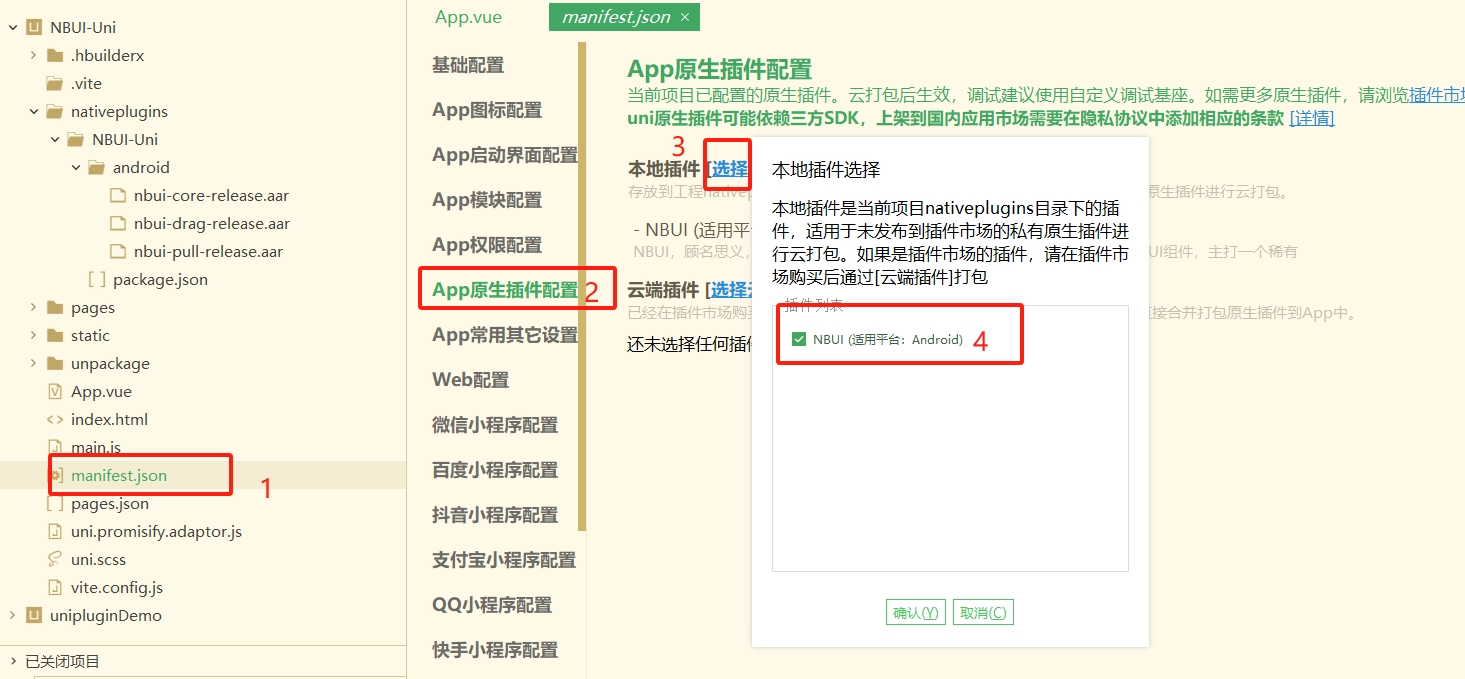 NBUI-Uni
.hbuilderx
.vite
nativeplugins
NBUI-Uni
android
nbui-core-release.aar
nbui-drag-release.aar
nbui-pull-release.aar
package.json
pages
static
unpackage
App.vue
index.html
main.js
manifest.json
1
pages.json
uni.promisify.adaptor.js
uni.scss
vite.config.js
unipluginDemo
已关闭项目
App.vue
manifest.json ×
基础配置
App图标配置
App启动界面配置
App模块配置
App权限配置
App原生插件配置
2
App常用其它设置
Web配置
微信小程序配置
百度小程序配置
抖音小程序配置
支付宝小程序配置
QQ小程序配置
快手小程序配置
App原生插件配置
当前项目已配置的原生插件。云打包后生效，调试建议使用自定义调试基座。如需更多原生插件，请浏览插件市
uni原生插件可能依赖三方SDK，上架到国内应用市场需要在隐私协议中添加相应的条款 [详情]
3
本地插件 [选择
存放到工程nativep 原生插件进行云打包。
- NBUI (适用平
NBUI，顾名思义， UI组件，主打一个稀有
云端插件 [选择
已经在插件市场购 接合并打包原生插件到App中。
还未选择任何插
本地插件选择
本地插件是当前项目nativeplugins目录下的插
件，适用于未发布到插件市场的私有原生插件进
行云打包。如果是插件市场的插件，请在插件市
场购买后通过[云端插件]打包
插件列表
NBUI (适用平台：Android)
4
确认(Y)
取消(C)